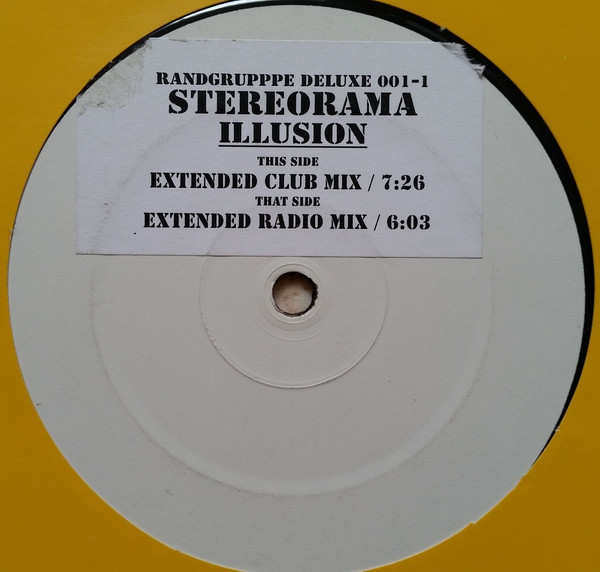 RANDGRUPPPE DELUXE 001-1
STEREORAMA
ILLUSION
THIS SIDE
EXTENDED CLUB MIX / 7:26
THAT SIDE
EXTENDED RADIO MIX / 6:03